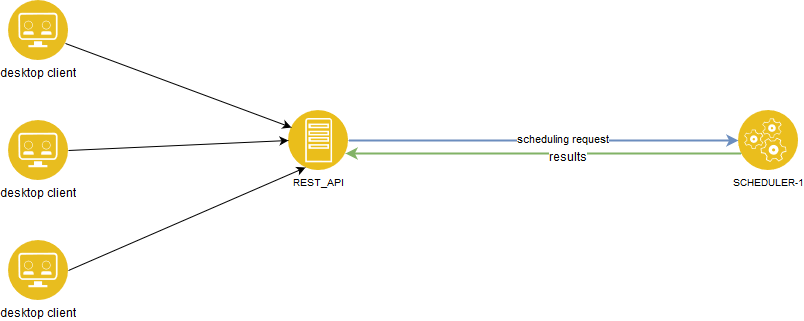 desktop client
desktop client
desktop client
REST_API
scheduling request
results
SCHEDULER-1